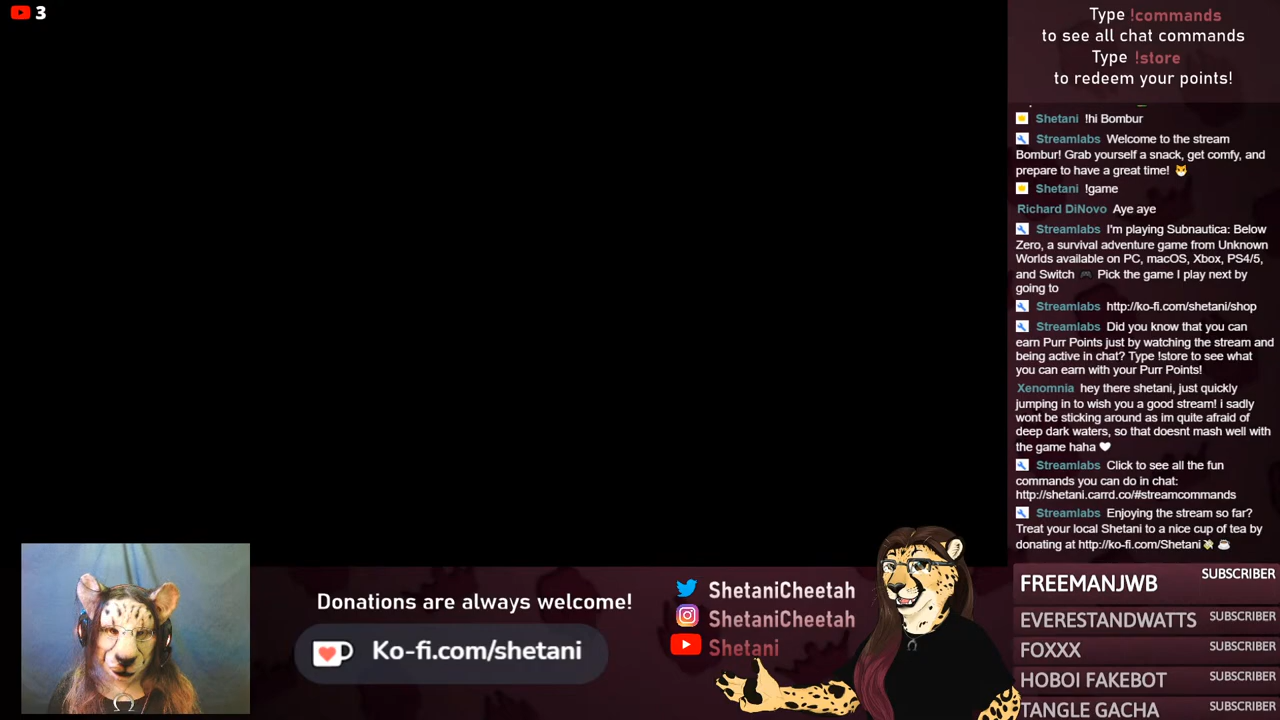 3
Type !commands
to see all chat commands
Type !store
to redeem your points!
Shetani !hi Bombur
Streamlabs Welcome to the stream
Bombur! Grab yourself a snack, get comfy, and
prepare to have a great time! 🦊
Shetani !game
Richard DiNovo Aye aye
Streamlabs I'm playing Subnautica: Below
Zero, a survival adventure game from Unknown
Worlds available on PC, macOS, Xbox, PS4/5,
and Switch 🎮 Pick the game I play next by
going to
Streamlabs http://ko-fi.com/shetani/shop
Streamlabs Did you know that you can
earn Purr Points just by watching the stream and
being active in chat? Type !store to see what
you can earn with your Purr Points!
Xenomnia hey there shetani, just quickly
jumping in to wish you a good stream! i sadly
wont be sticking around as im quite afraid of
deep dark waters, so that doesnt mash well with
the game haha 🤍
Streamlabs Click to see all the fun
commands you can do in chat:
http://shetani.carrd.co/#streamcommands
Streamlabs Enjoying the stream so far?
Treat your local Shetani to a nice cup of tea by
donating at http://ko-fi.com/Shetani 💸 ☕
FREEMANJWB SUBSCRIBER
EVERESTANDWATTS SUBSCRIBER
FOXXX SUBSCRIBER
HOBOI FAKEBOT SUBSCRIBER
TANGLE GACHA SUBSCRIBER
Donations are always welcome!
Ko-fi.com/shetani
ShetaniCheetah
ShetaniCheetah
Shetani